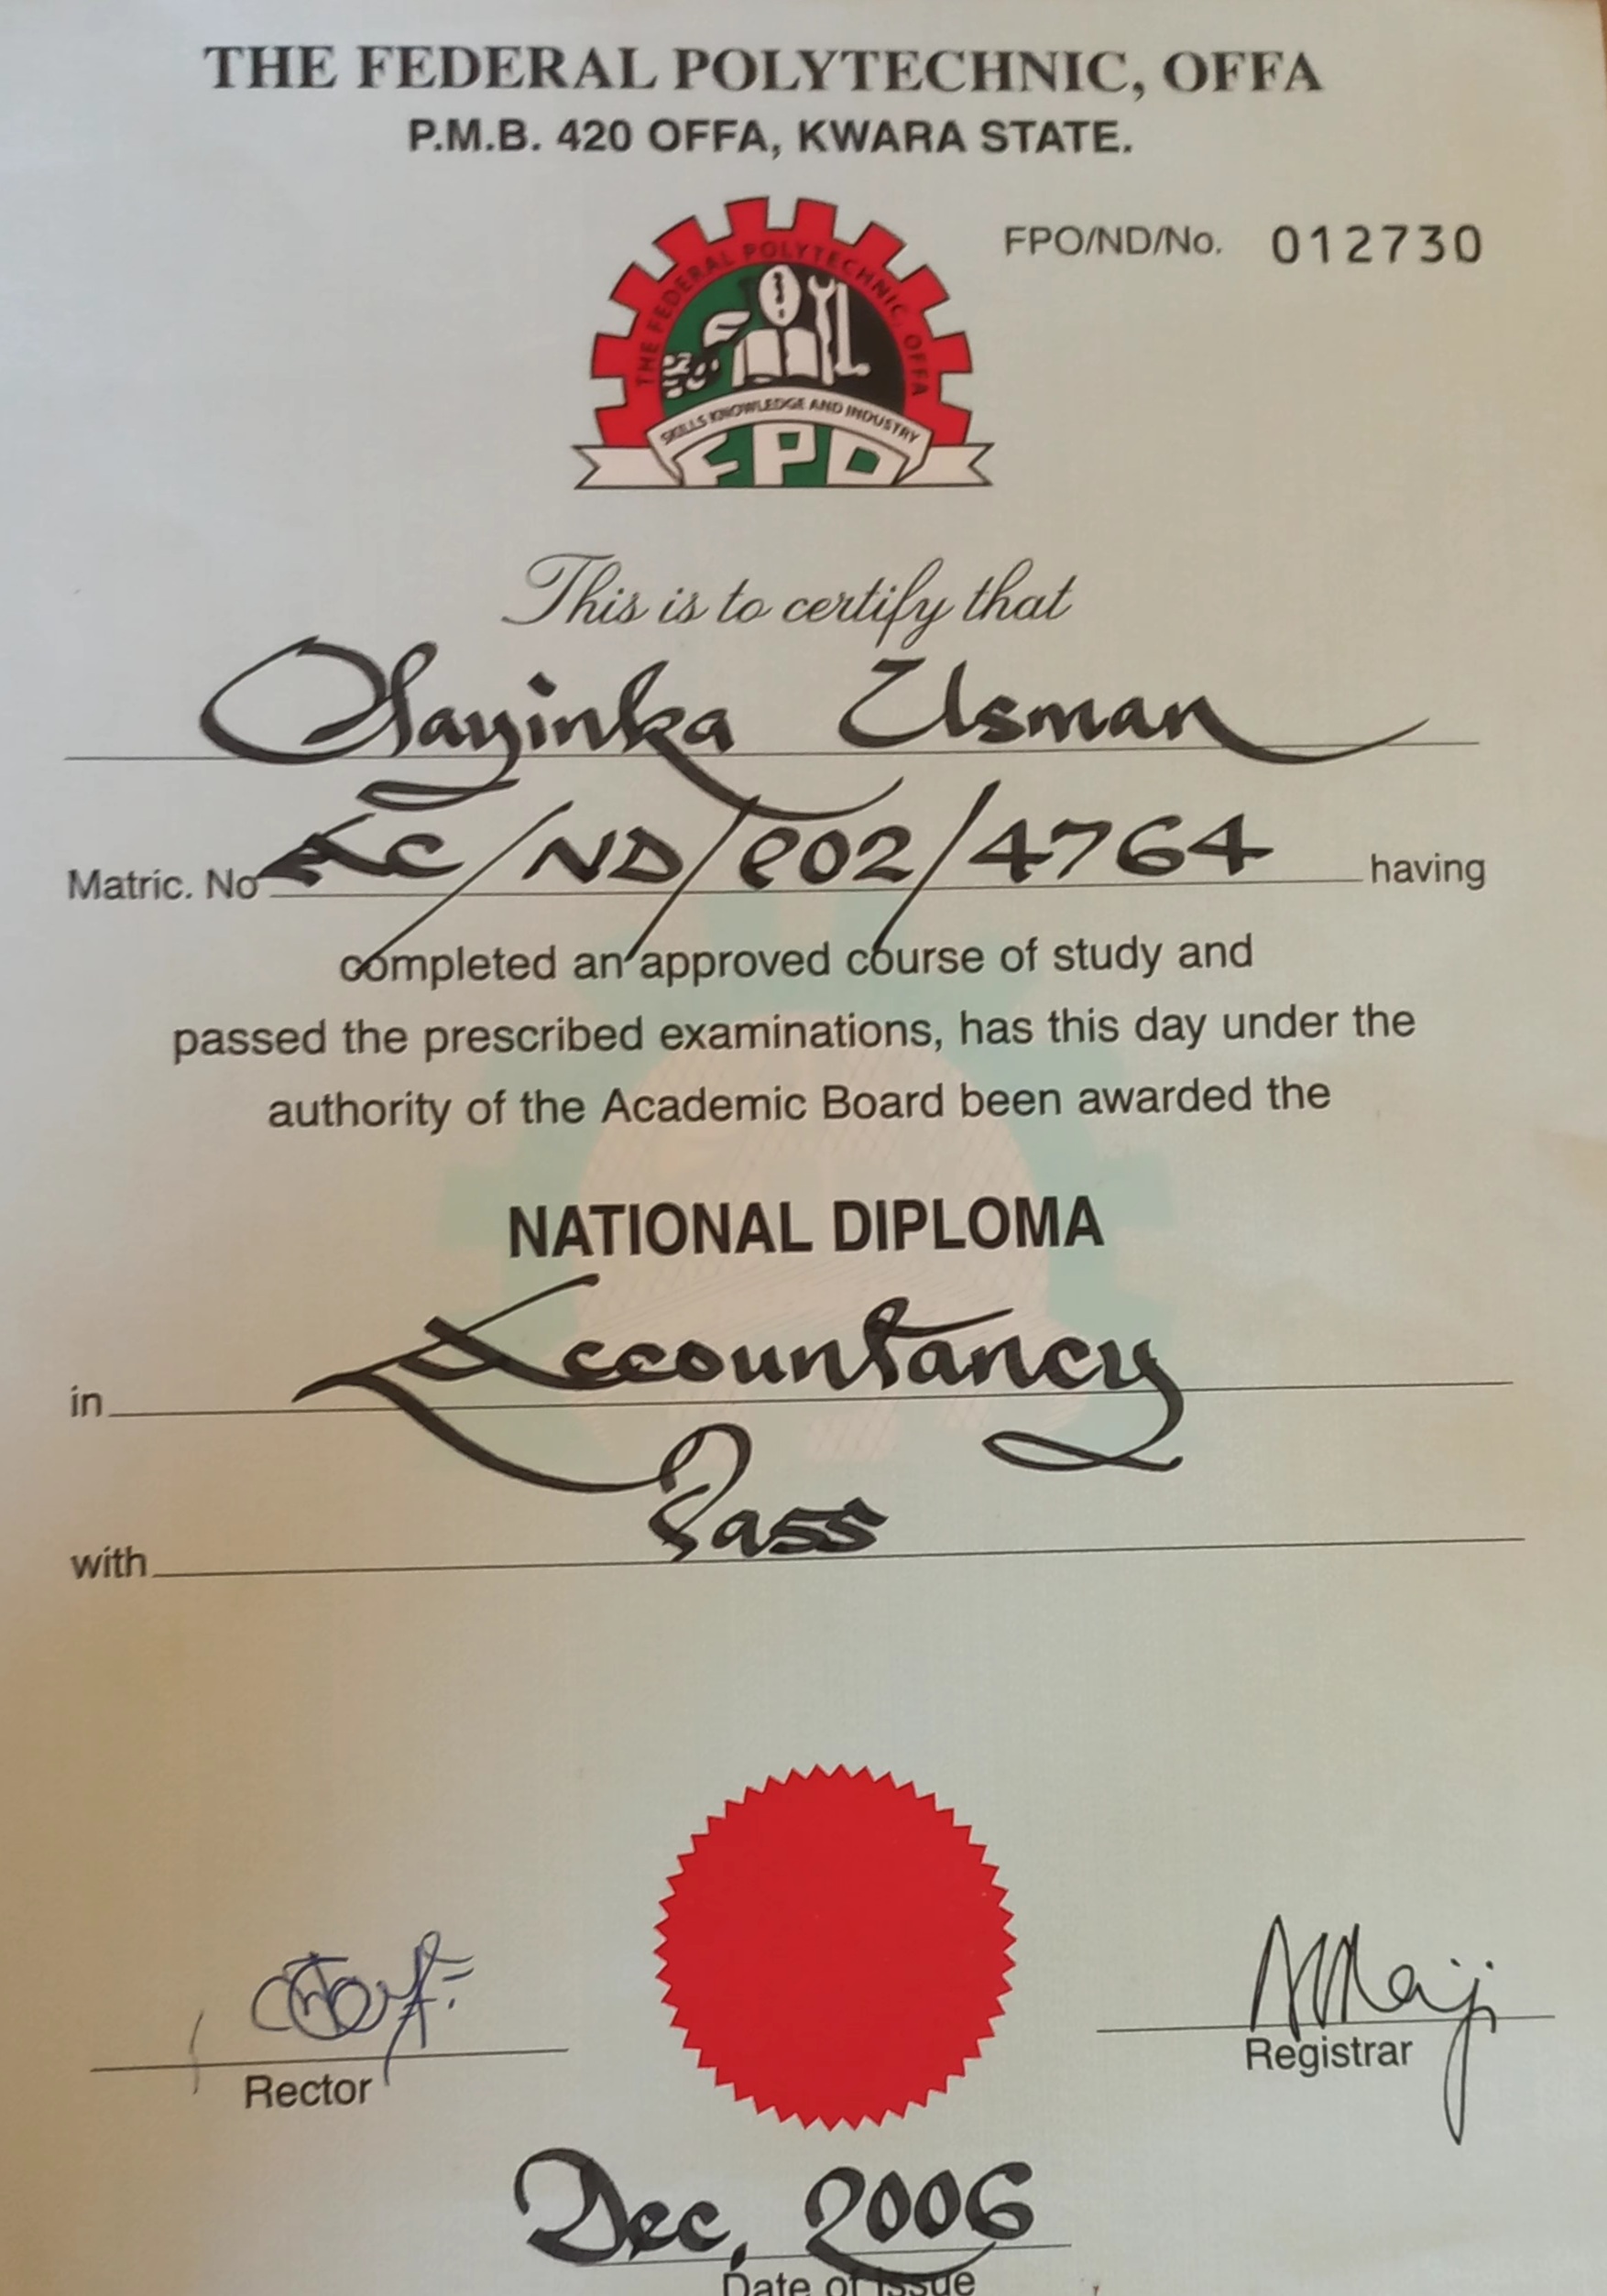 THE FEDERAL POLYTECHNIC, OFFA
P.M.B. 420 OFFA, KWARA STATE.
FPO/ND/No. 012730
THE FEDERAL POLYTECHNIC, OFFA
SKILLS KNOWLEDGE AND INDUSTRY
FPO
This is to certify that
Olayinka Usman
Matric. No AC/ND/E02/4764 having
completed an approved course of study and
passed the prescribed examinations, has this day under the
authority of the Academic Board been awarded the
NATIONAL DIPLOMA
in Accountancy
with Pass
Rector
Registrar
Dec, 2006
Date of Issue